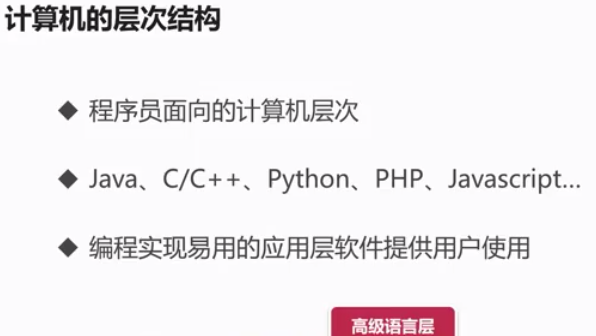 计算机的层次结构
◆ 程序员面向的计算机层次
◆ Java、C/C++、Python、PHP、Javascript...
◆ 编程实现易用的应用层软件提供用户使用
高级语言层